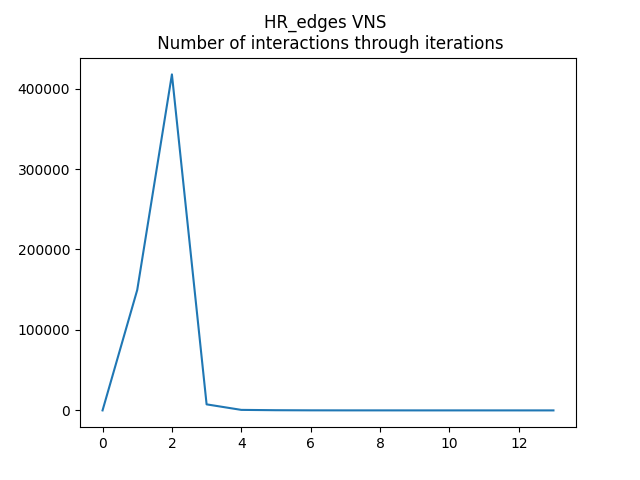 HR_edges VNS
Number of interactions through iterations
400000
300000
200000
100000
0
0 2 4 6 8 10 12